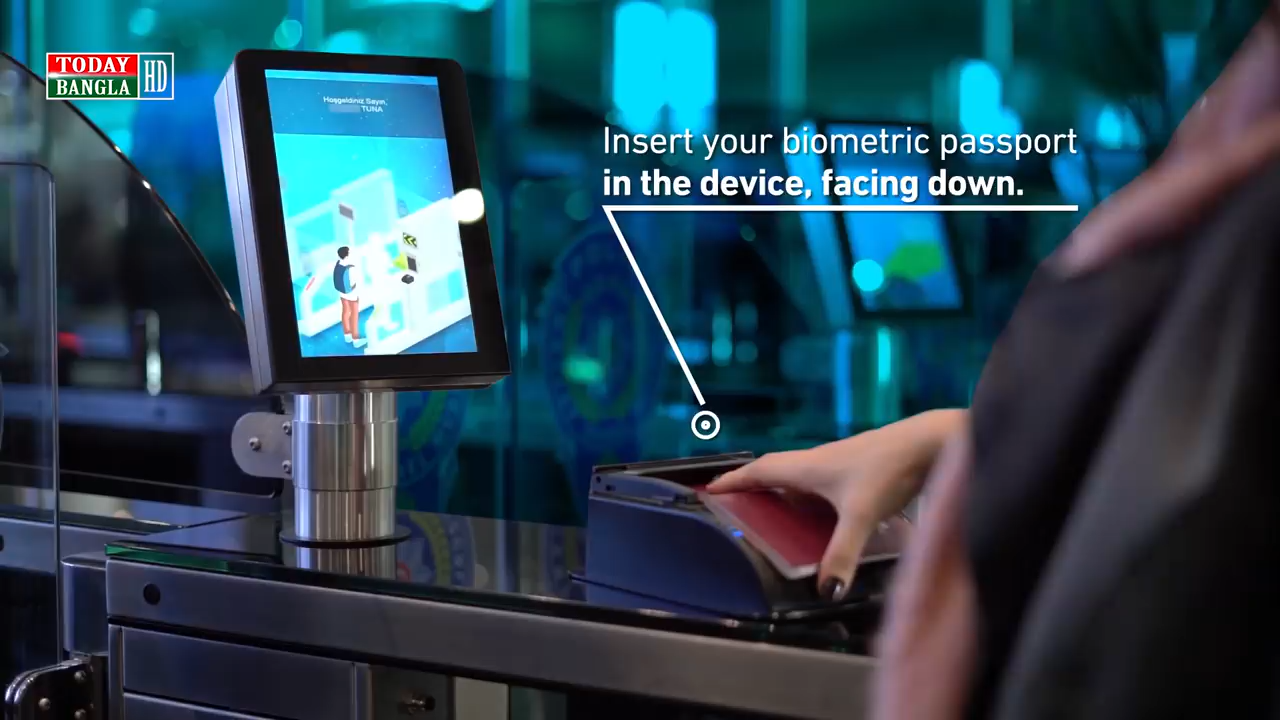 TODAY
BANGLA
HD
Hoşgeldiniz Sayın,
TUNA
Insert your biometric passport
in the device, facing down.